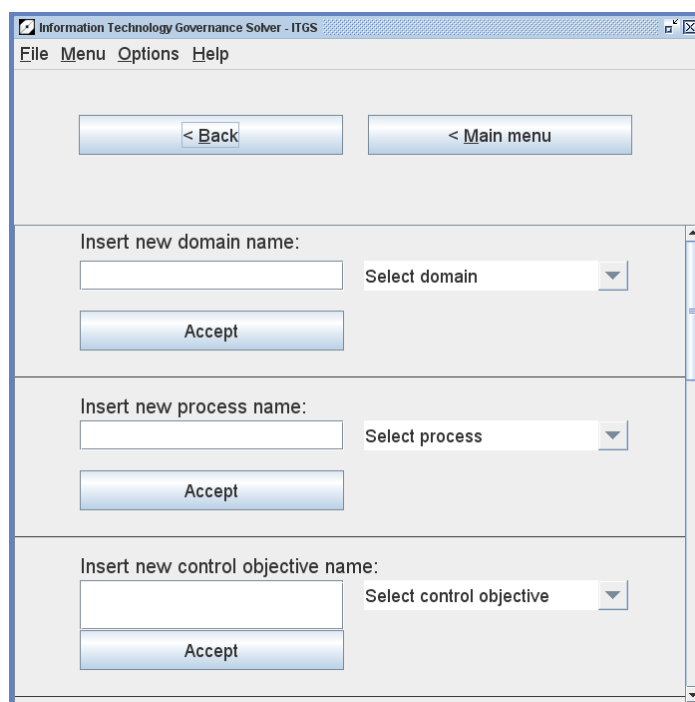 Information Technology Governance Solver - ITGS
File Menu Options Help
< Back < Main menu
Insert new domain name:
Select domain
Accept
Insert new process name:
Select process
Accept
Insert new control objective name:
Select control objective
Accept